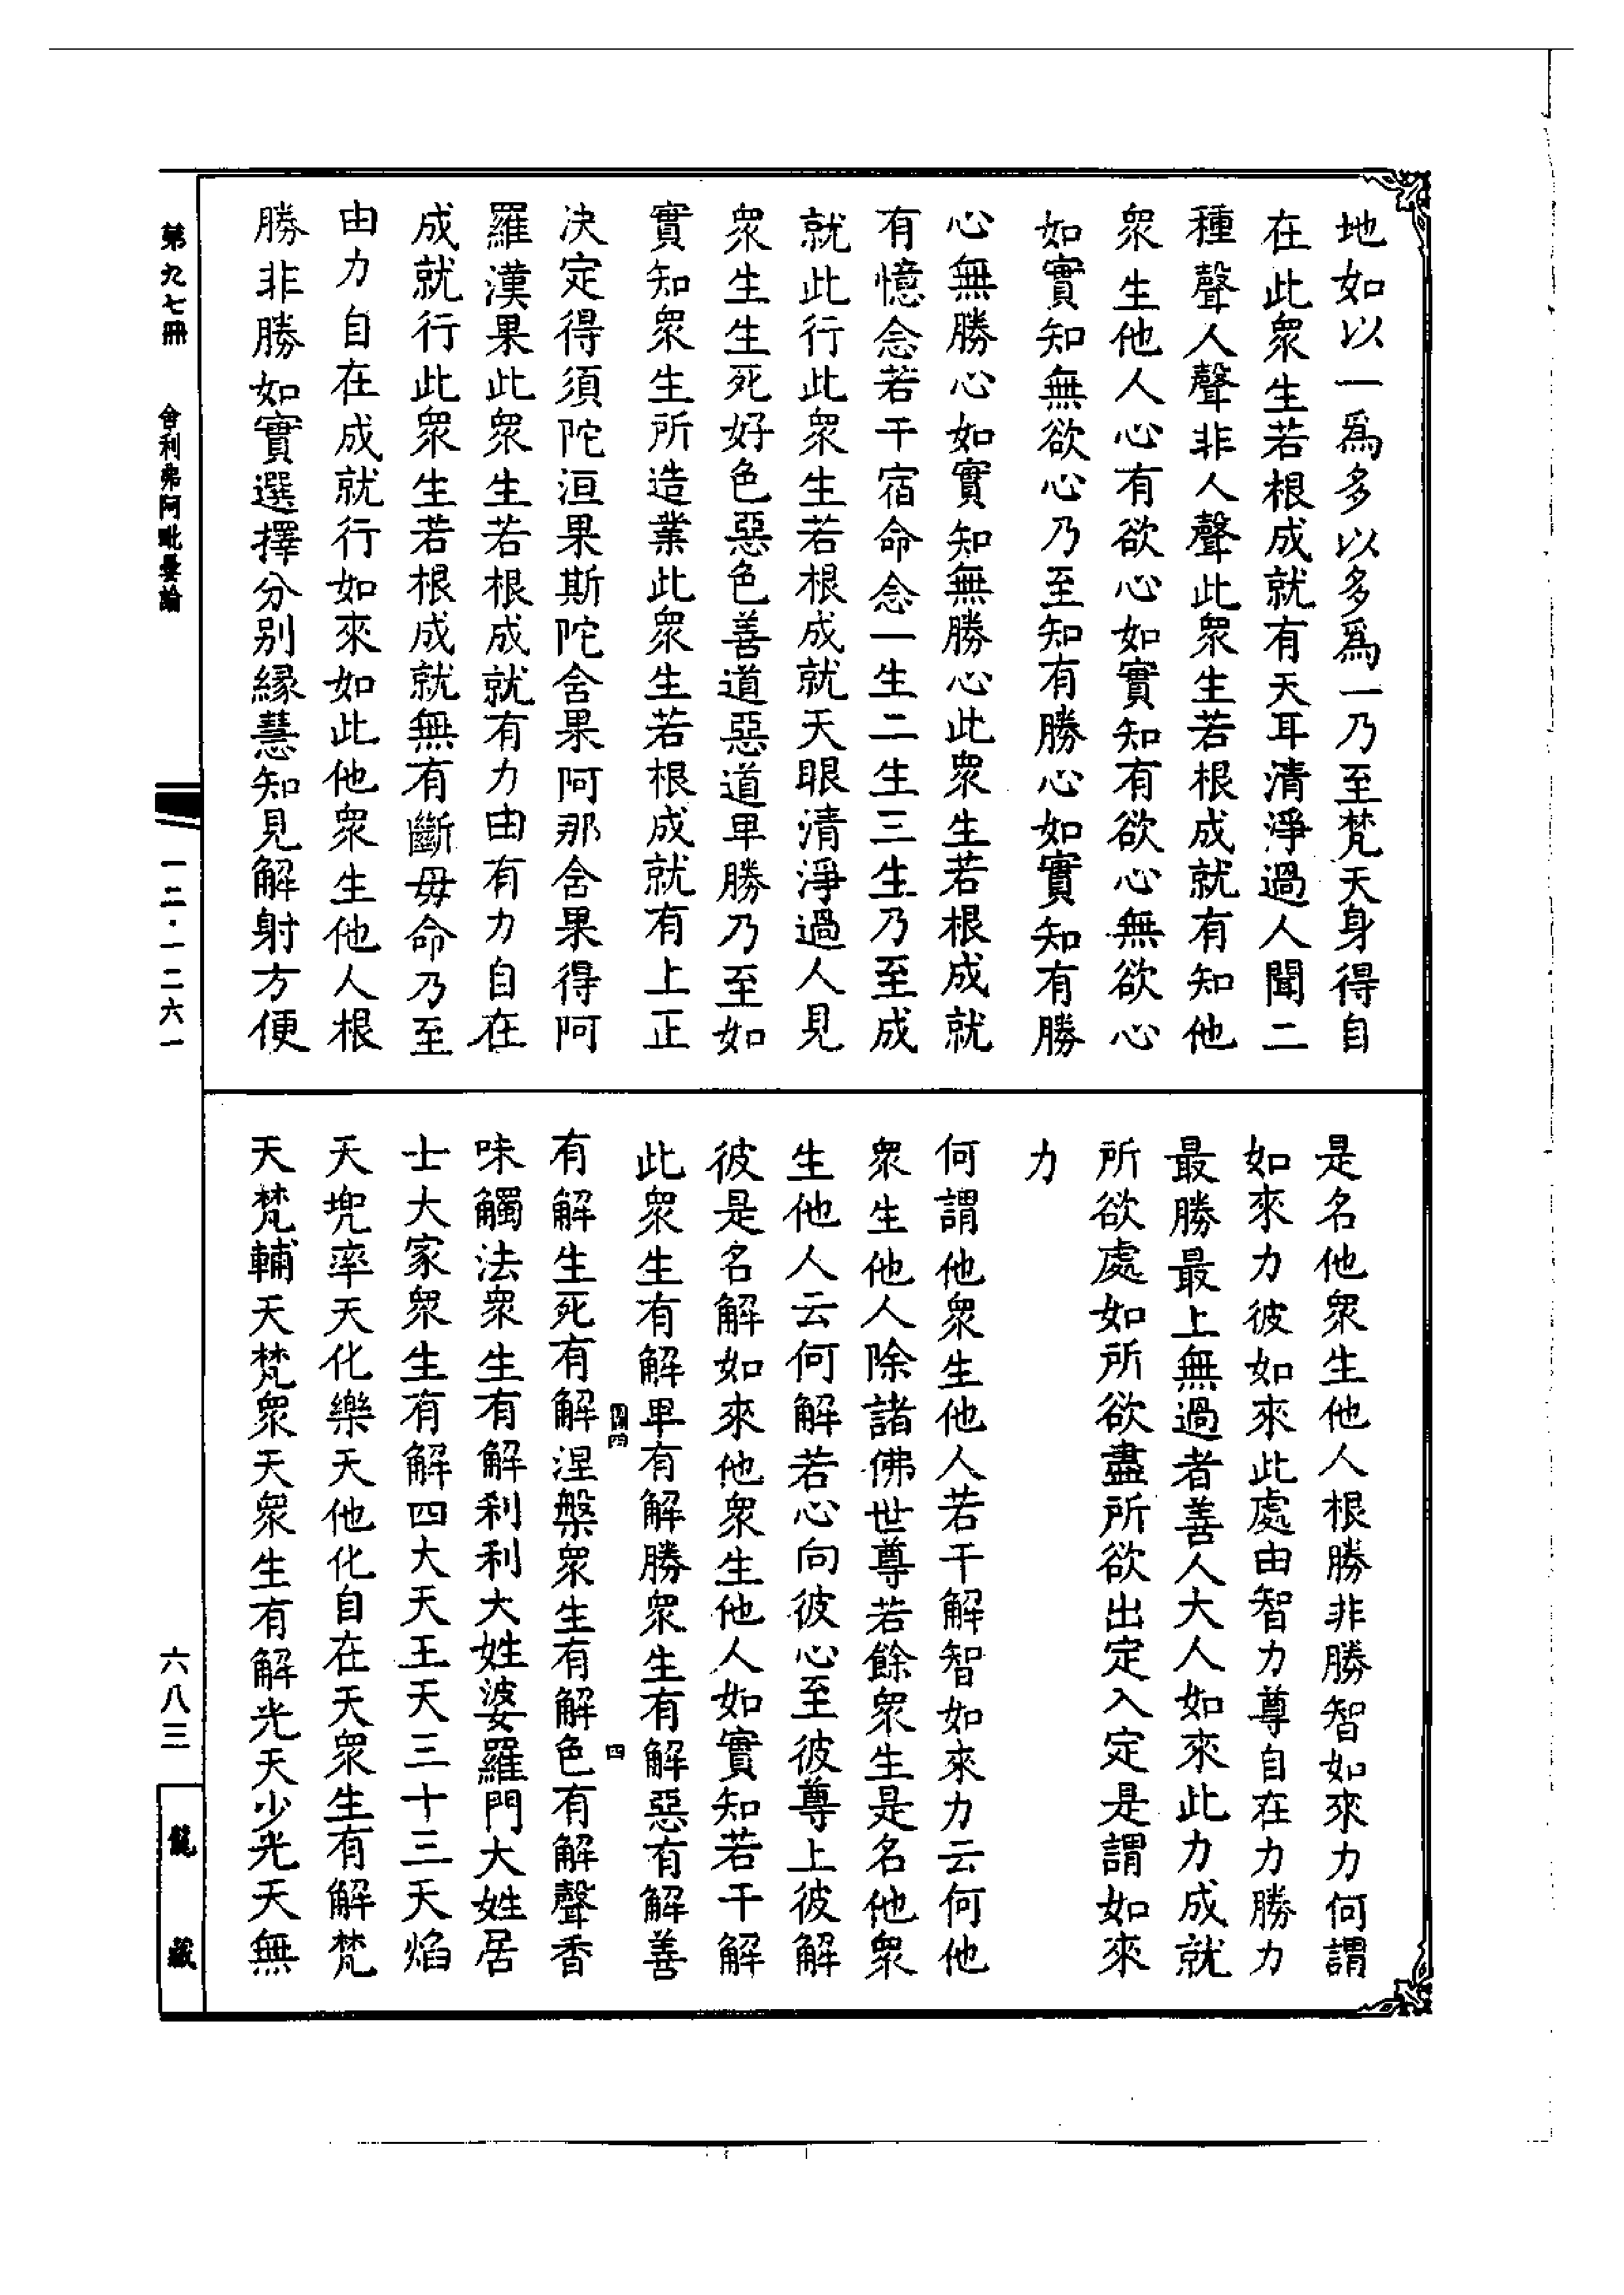 地如以一爲多以多爲一乃至梵天身得自
在此衆生若根成就有天耳清淨過人聞二
種聲人聲非人聲此衆生若根成就有知他
衆生他人心有欲心如實知有欲心無欲心
如實知無欲心乃至知有勝心如實知有勝
心無勝心如實知無勝心此衆生若根成就
有憶念若干宿命念一生二生三生乃至成
就此行此衆生若根成就天眼清淨過人見
衆生生死好色惡色善道惡道卑勝乃至如
實知衆生所造業此衆生若根成就有上正
決定得須陀洹果斯陀舍果阿那舍果得阿
羅漢果此衆生若根成就有力由有力自在
成就行此衆生若根成就無有斷母命乃至
由力自在成就行如來如此他衆生他人根
勝非勝如實選擇分别緣慧知見解射方便
是名他衆生他人根勝非勝智如來力何謂
如來力彼如來此處由智力尊自在力勝力
最勝最上無過者善人大人如來此力成就
所欲處如所欲盡所欲出定入定是謂如來
力
何謂他衆生他人若干解智如來力云何他
衆生他人除諸佛世尊若餘衆生是名他衆
生他人云何解若心向彼心至彼尊上彼解
彼是名解如來他衆生他人如實知若干解
此衆生有解卑有解勝衆生有解惡有解善
有解生死有解涅槃衆生有解色有解聲香
味觸法衆生有解刹利大姓婆羅門大姓居
士大家衆生有解四大天王天三十三天焰
天兜率天化樂天他化自在天衆生有解梵
天梵輔天梵衆天衆生有解光天少光天無
第九七冊 舍利弗阿毗曇論 一二·一二六一 六八三 龍藏